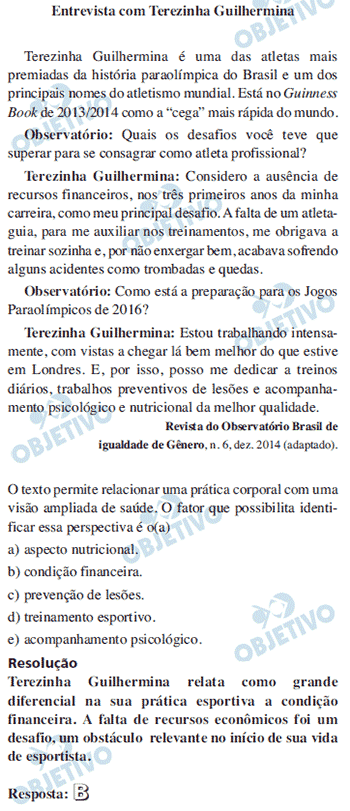 Entrevista com Terezinha Guilhermina
Terezinha Guilhermina é uma das atletas mais
premiadas da história paraolímpica do Brasil e um dos
principais nomes do atletismo mundial. Está no Guinness
Book de 2013/2014 como a “cega” mais rápida do mundo.
Observatório: Quais os desafios você teve que
superar para se consagrar como atleta profissional?
Terezinha Guilhermina: Considero a ausência de
recursos financeiros, nos três primeiros anos da minha
carreira, como meu principal desafio. A falta de um atleta-
guia, para me auxiliar nos treinamentos, me obrigava a
treinar sozinha e, por não enxergar bem, acabava sofrendo
alguns acidentes como trombadas e quedas.
Observatório: Como está a preparação para os Jogos
Paraolímpicos de 2016?
Terezinha Guilhermina: Estou trabalhando intensa-
mente, com vistas a chegar lá bem melhor do que estive
em Londres. E, por isso, posso me dedicar a treinos
diários, trabalhos preventivos de lesões e acompanha-
mento psicológico e nutricional da melhor qualidade.
Revista do Observatório Brasil de
igualdade de Gênero, n. 6, dez. 2014 (adaptado).
O texto permite relacionar uma prática corporal com uma
visão ampliada de saúde. O fator que possibilita identi-
ficar essa perspectiva é o(a)
a) aspecto nutricional.
b) condição financeira.
c) prevenção de lesões.
d) treinamento esportivo.
e) acompanhamento psicológico.
Resolução
Terezinha Guilhermina relata como grande
diferencial na sua prática esportiva a condição
financeira. A falta de recursos econômicos foi um
desafio, um obstáculo relevante no início de sua vida
de esportista.
Resposta: B
OBJETIVO
OBJETIVO
OBJETIVO
OBJETIVO
OBJETIVO
OBJETIVO
OBJETIVO
OBJETIVO